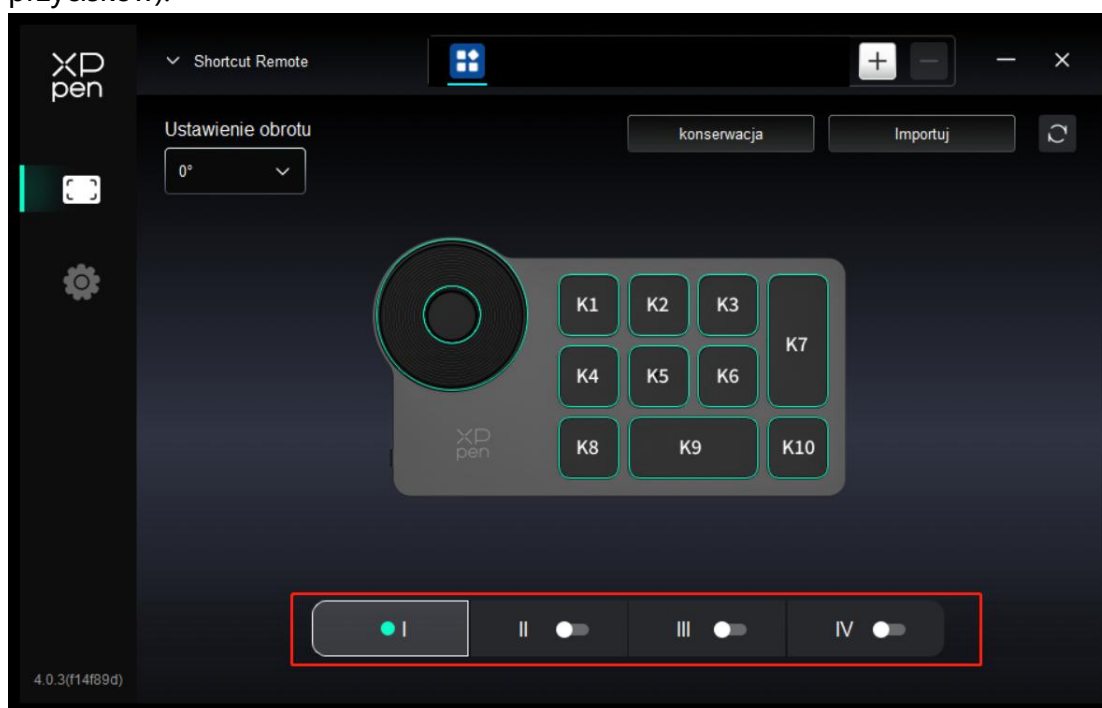 przycisków).
XP
pen
Shortcut Remote
Ustawienie obrotu
konserwacja
Importuj
0°
K1 K2 K3
K7
K4 K5 K6
XP
pen
K8 K9 K10
I II III IV
4.0.3(f14f89d)